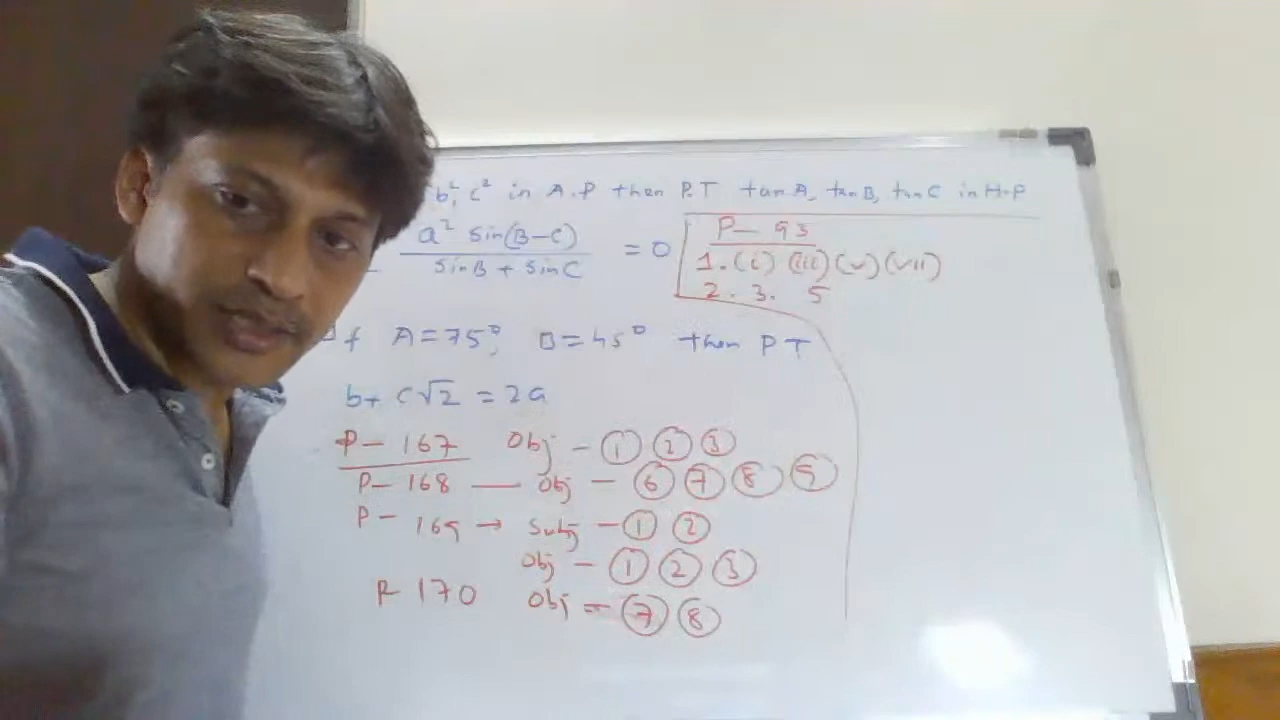 b², c² in A.P then P.T tan A, tan B, tan C in H.P
a² sin(B-C) / sinB + sinC = 0
P- 93
1. (i) (iii) (v) (vii)
2. 3. 5
If A=75°, B=45° then PT
b+ c√2 = 2a
P- 167 Obj - ① ② ③
P- 168 — Obj - ⑥ ⑦ ⑧ ⑨
P- 169 → Subj - ① ②
Obj - ① ② ③
P- 170 Obj - ⑦ ⑧